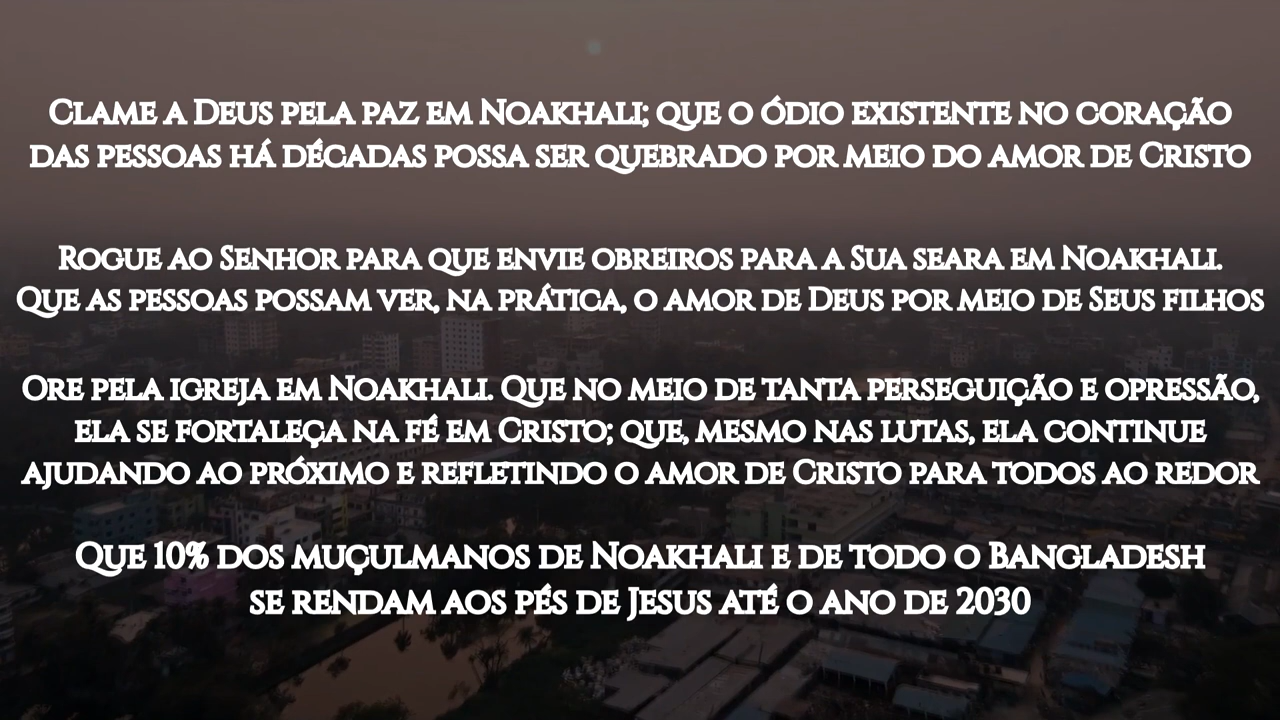 Clame a Deus pela paz em Noakhali; que o ódio existente no coração
das pessoas há décadas possa ser quebrado por meio do amor de Cristo
Rogue ao Senhor para que envie obreiros para a Sua seara em Noakhali.
Que as pessoas possam ver, na prática, o amor de Deus por meio de Seus filhos
Ore pela igreja em Noakhali. Que no meio de tanta perseguição e opressão,
ela se fortaleça na fé em Cristo; que, mesmo nas lutas, ela continue
ajudando ao próximo e refletindo o amor de Cristo para todos ao redor
Que 10% dos muçulmanos de Noakhali e de todo o Bangladesh
se rendam aos pés de Jesus até o ano de 2030